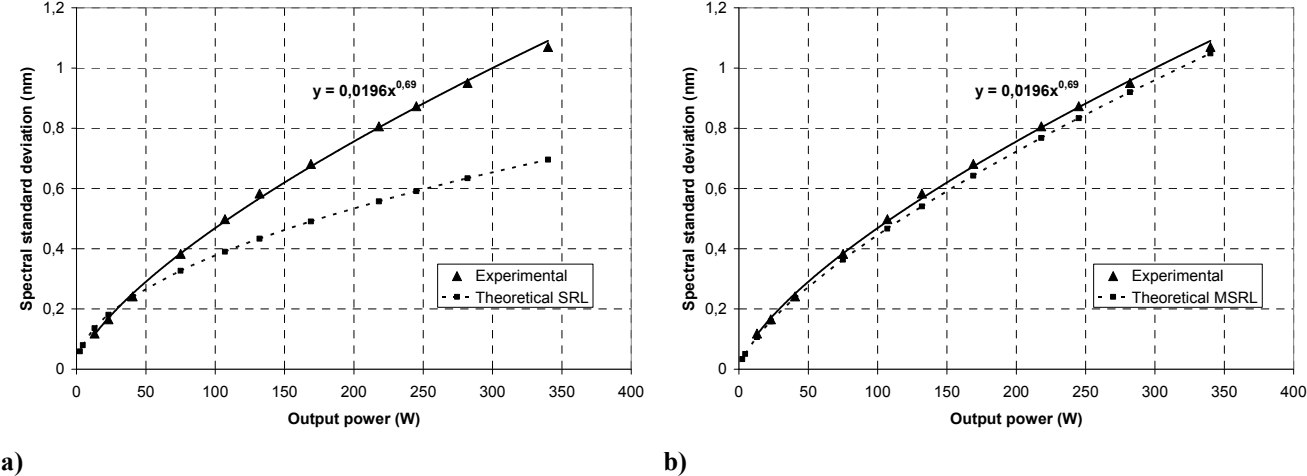 1,2
1
0,8
0,6
0,4
0,2
0
Spectral standard deviation (nm)
y = 0,0196x^0,69
Experimental
Theoretical SRL
0 50 100 150 200 250 300 350 400
Output power (W)
a)
1,2
1
0,8
0,6
0,4
0,2
0
Spectral standard deviation (nm)
y = 0,0196x^0,69
Experimental
Theoretical MSRL
0 50 100 150 200 250 300 350 400
Output power (W)
b)